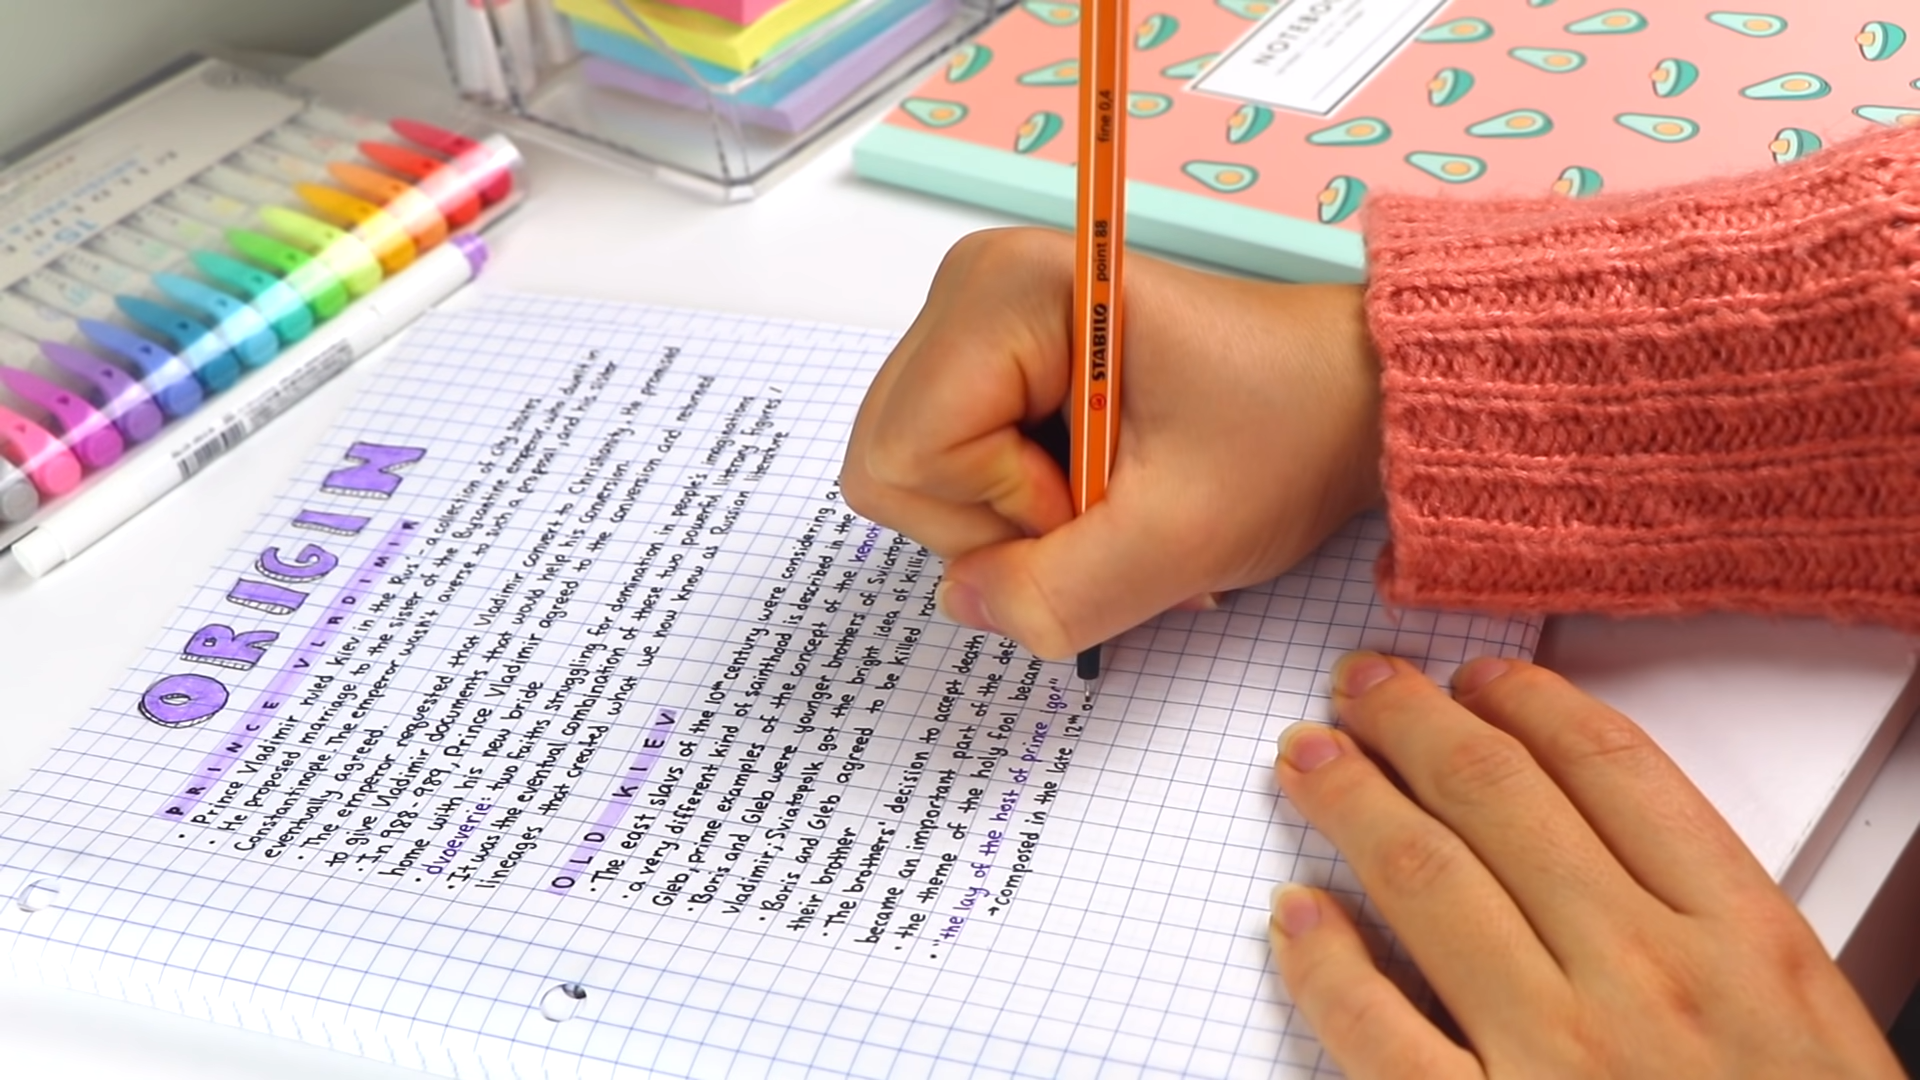 ORIGIN
PRINCE VLADIMIR
• Prince Vladimir ruled Kiev in the Rus' - a collection of city states
• He proposed marriage to the sister of the Byzantine emperor, who dwelt in
Constantinople. The emperor wasn't averse to such a proposal, and his sister
eventually agreed.
• The emperor requested that Vladimir convert to Christianity. He promised
to give Vladimir documents that would help his conversion.
• In 988-989, Prince Vladimir agreed to the conversion and returned
home with his new bride
• dvoeverie: two faiths struggling for domination in people's imaginations
• It was the eventual combination of these two powerful literary figures /
lineages that created what we now know as Russian literture
OLD KIEV
• The east slavs of the 10th century were considering a
• a very different kind of sainthood is described in the
Gleb, prime examples of the concept of the kenot
• Boris and Gleb were younger brothers of Sviatop
Vladimir; Sviatopolk got the bright idea of killin
• Boris and Gleb agreed to be killed rath
their brother
• The brothers' decision to accept death
became an important part of the def
• the theme of the holy fool becam
• "the lay of the host of prince Igor"
→ composed in the late 12th o
STABILO point 88 fine 0,4
NOTEBOO